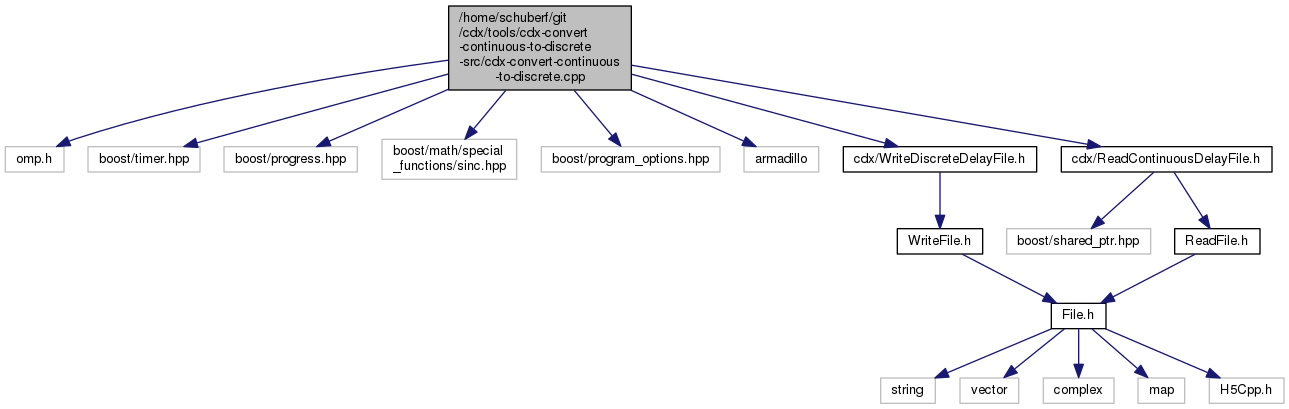 /home/schuberf/git
/cdx/tools/cdx-convert
-continuous-to-discrete
-src/cdx-convert-continuous
-to-discrete.cpp
omp.h
boost/timer.hpp
boost/progress.hpp
boost/math/special
_functions/sinc.hpp
boost/program_options.hpp
armadillo
cdx/WriteDiscreteDelayFile.h
cdx/ReadContinuousDelayFile.h
WriteFile.h
boost/shared_ptr.hpp
ReadFile.h
File.h
string
vector
complex
map
H5Cpp.h